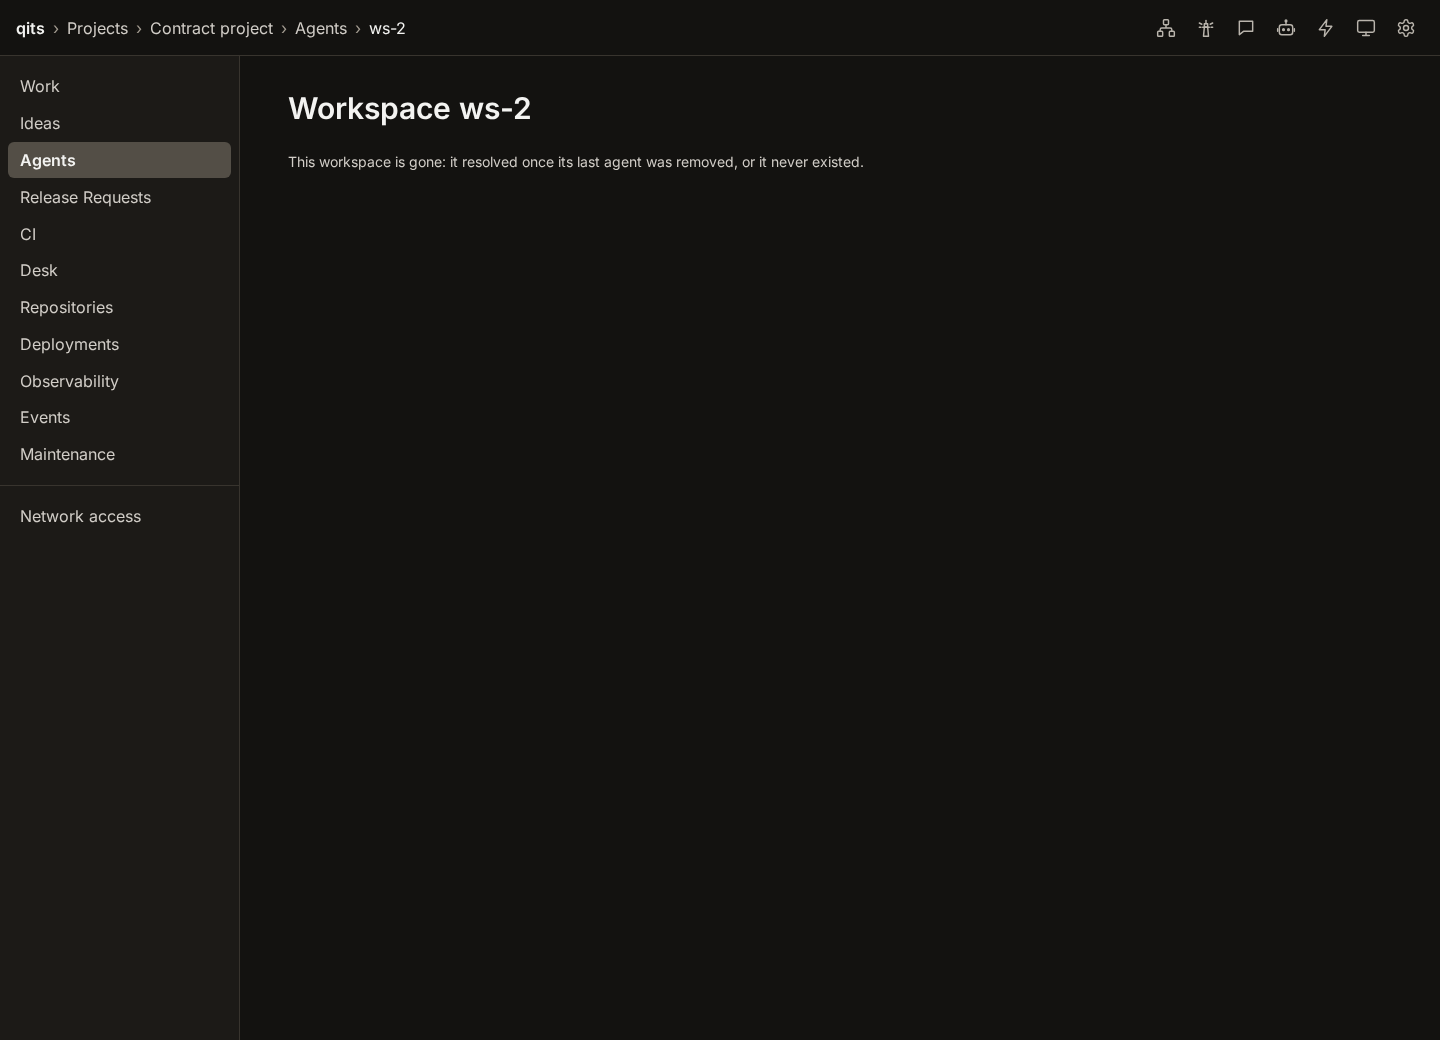 qits › Projects › Contract project › Agents › ws-2
Work
Ideas
Agents
Release Requests
CI
Desk
Repositories
Deployments
Observability
Events
Maintenance
Network access
Workspace ws-2
This workspace is gone: it resolved once its last agent was removed, or it never existed.